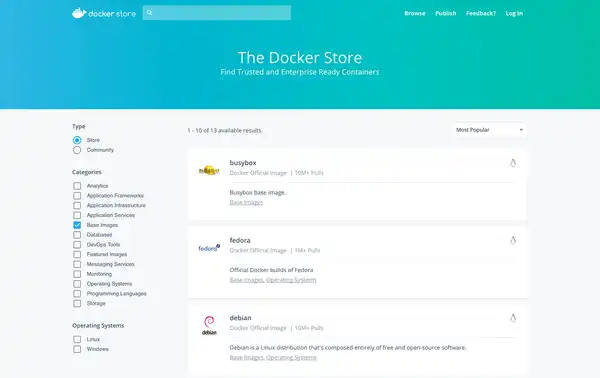 docker store
Browse Publish Feedback? Log In
The Docker Store
Find Trusted and Enterprise Ready Containers
Type
Store
Community
Categories
Analytics
Application Frameworks
Application Infrastructure
Application Services
Base Images
Databases
DevOps Tools
Featured Images
Messaging Services
Monitoring
Operating Systems
Programming Languages
Storage
Operating Systems
Linux
Windows
1 - 10 of 13 available results.
Most Popular
busybox
Docker Official Image | 10M+ Pulls
Busybox base image.
Base Images
fedora
fedora
Docker Official Image | 1M+ Pulls
Official Docker builds of Fedora
Base Images, Operating Systems
debian
debian
Docker Official Image | 10M+ Pulls
Debian is a Linux distribution that's composed entirely of free and open-source software.
Base Images, Operating Systems